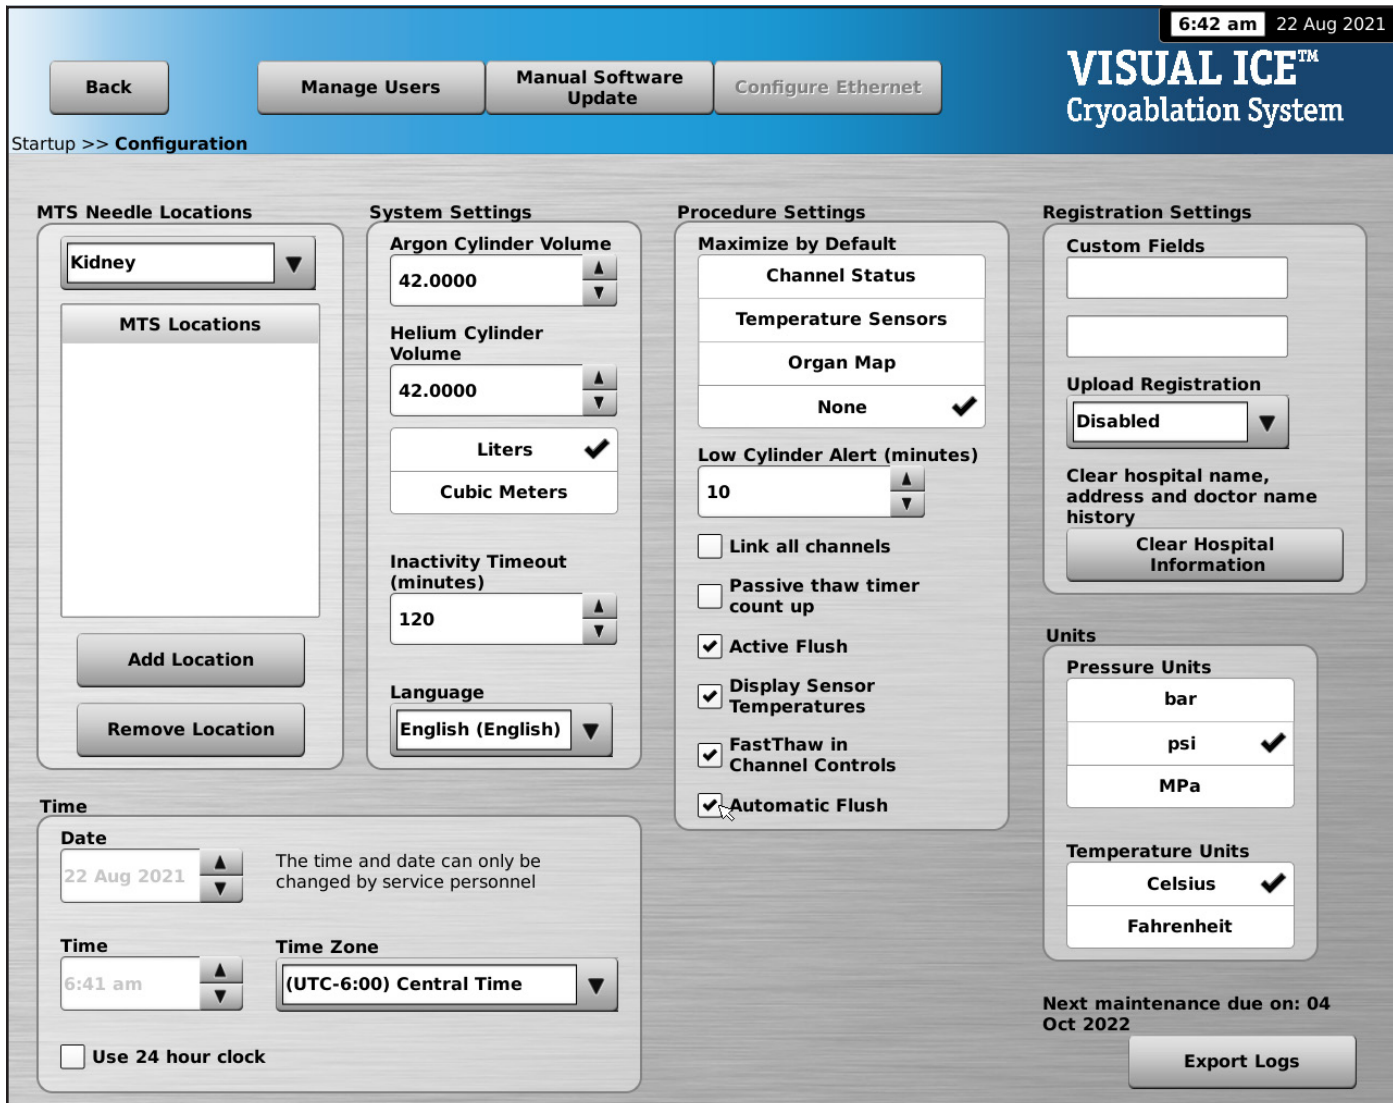 6:42 am 22 Aug 2021
VISUAL ICE™
Cryoablation System
Back
Manage Users
Manual Software
Update
Configure Ethernet
Startup >> Configuration
MTS Needle Locations
Kidney
MTS Locations
Add Location
Remove Location
System Settings
Argon Cylinder Volume
42.0000
Helium Cylinder
Volume
42.0000
Liters
Cubic Meters
Inactivity Timeout
(minutes)
120
Language
English (English)
Procedure Settings
Maximize by Default
Channel Status
Temperature Sensors
Organ Map
None
Low Cylinder Alert (minutes)
10
Link all channels
Passive thaw timer
count up
Active Flush
Display Sensor
Temperatures
FastThaw in
Channel Controls
Automatic Flush
Registration Settings
Custom Fields
Upload Registration
Disabled
Clear hospital name,
address and doctor name
history
Clear Hospital
Information
Units
Pressure Units
bar
psi
MPa
Temperature Units
Celsius
Fahrenheit
Time
Date
22 Aug 2021
The time and date can only be
changed by service personnel
Time
6:41 am
Time Zone
(UTC-6:00) Central Time
Use 24 hour clock
Next maintenance due on: 04
Oct 2022
Export Logs